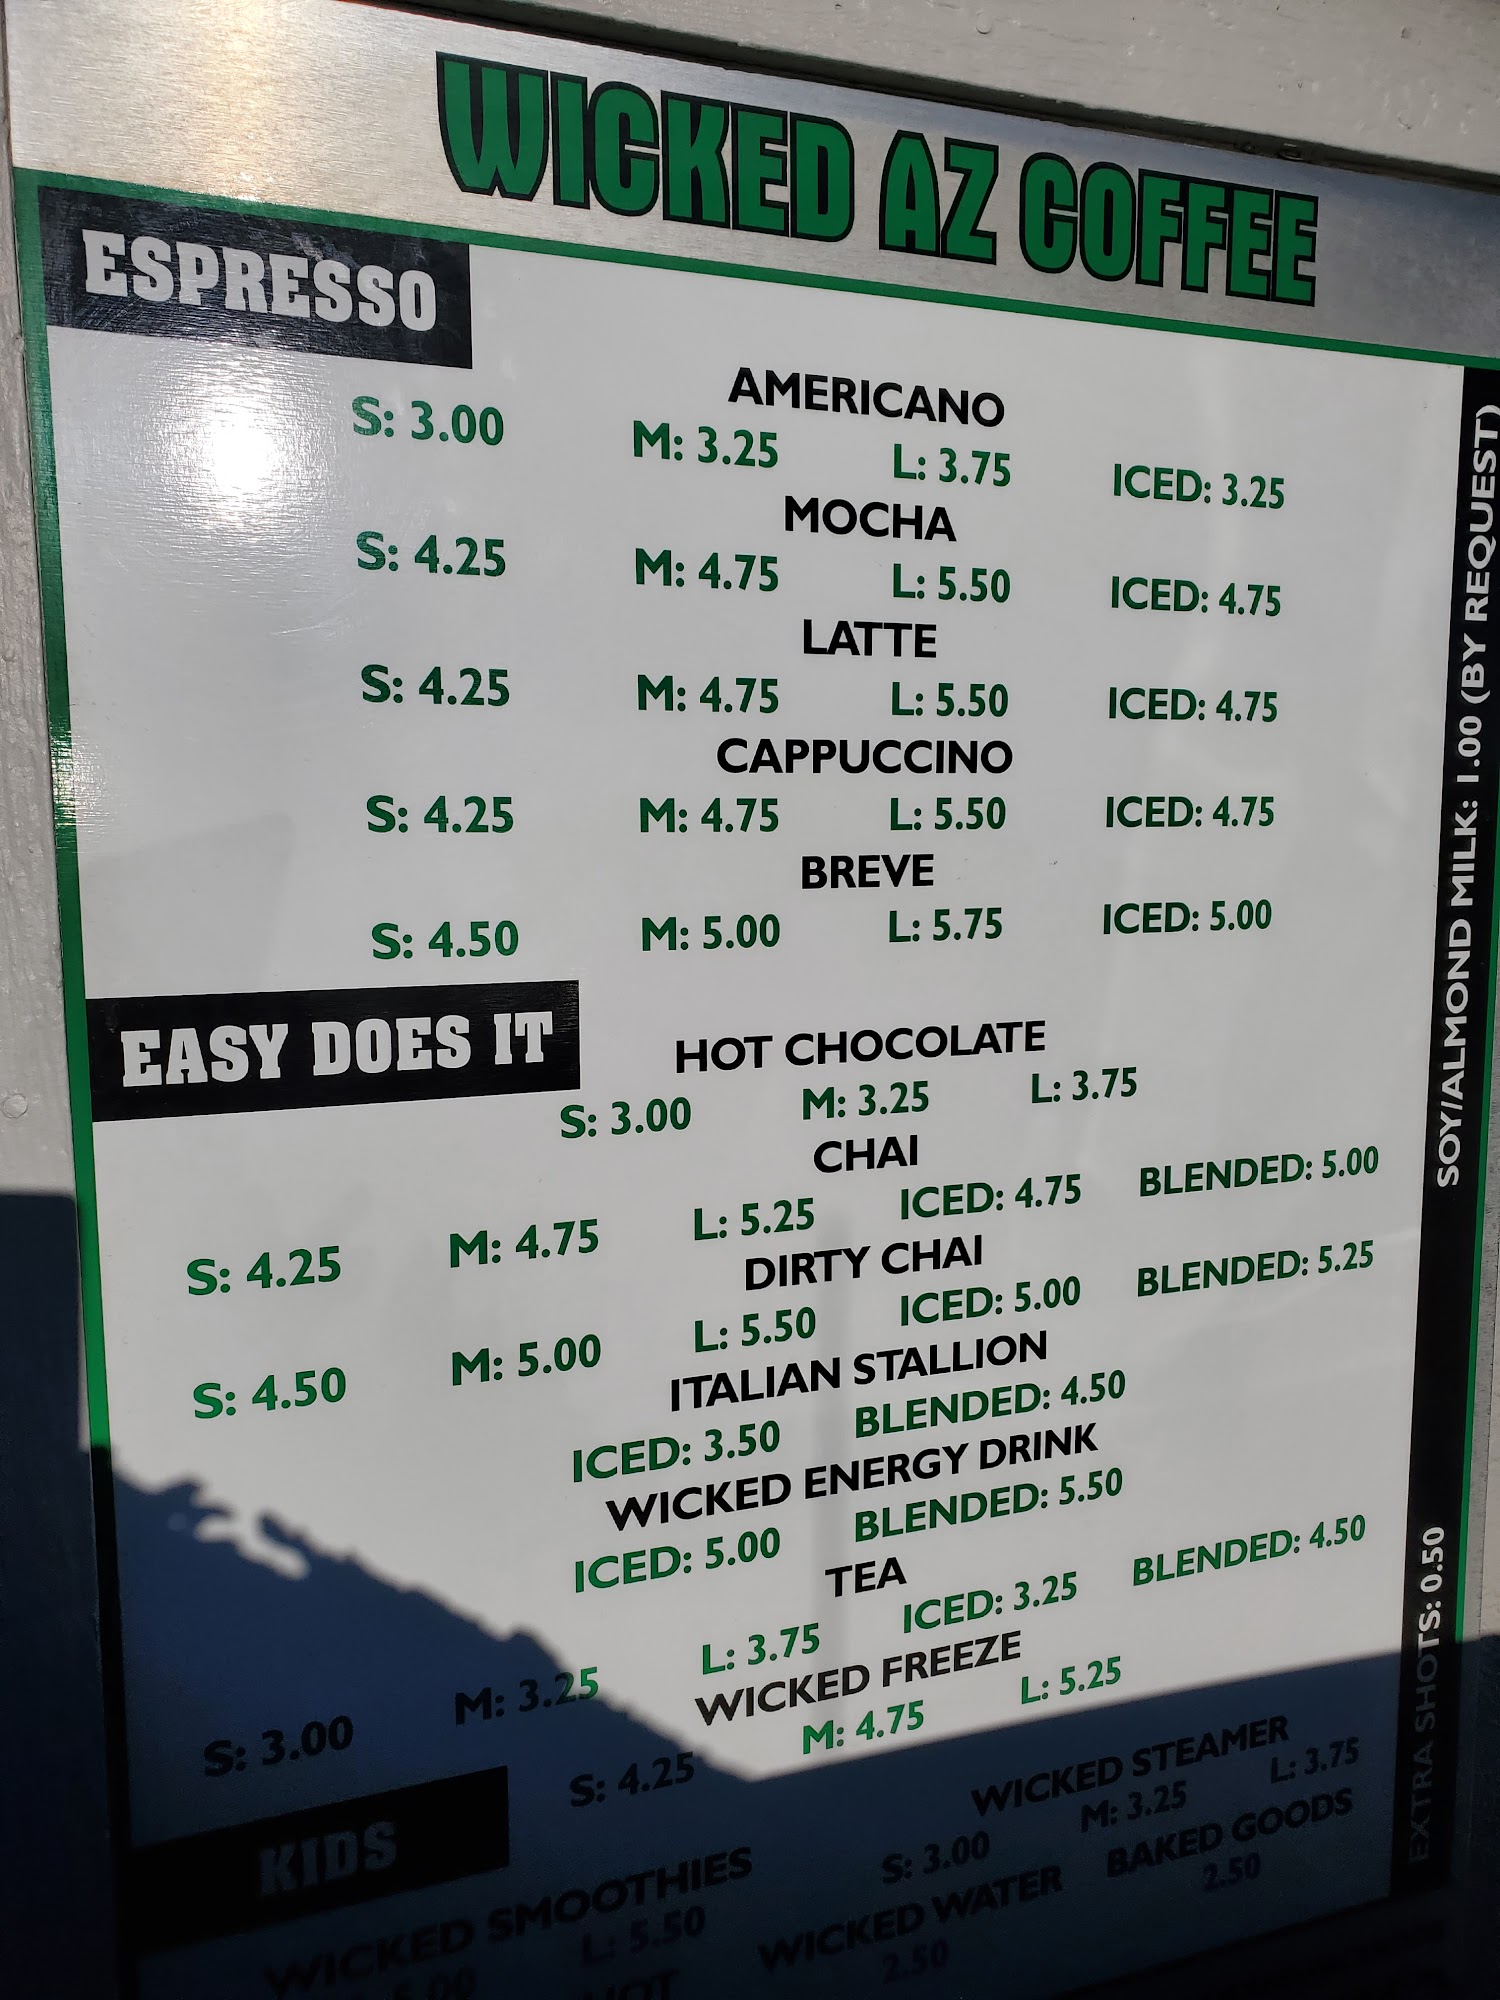 WICKED AZ COFFEE
ESPRESSO
AMERICANO
S: 3.00 M: 3.25 L: 3.75 ICED: 3.25
MOCHA
S: 4.25 M: 4.75 L: 5.50 ICED: 4.75
LATTE
S: 4.25 M: 4.75 L: 5.50 ICED: 4.75
CAPPUCCINO
S: 4.25 M: 4.75 L: 5.50 ICED: 4.75
BREVE
S: 4.50 M: 5.00 L: 5.75 ICED: 5.00
EASY DOES IT
HOT CHOCOLATE
S: 3.00 M: 3.25 L: 3.75
CHAI
S: 4.25 M: 4.75 L: 5.25 ICED: 4.75 BLENDED: 5.00
DIRTY CHAI
S: 4.50 M: 5.00 L: 5.50 ICED: 5.00 BLENDED: 5.25
ITALIAN STALLION
ICED: 3.50 BLENDED: 4.50
WICKED ENERGY DRINK
ICED: 5.00 BLENDED: 5.50
TEA
S: 3.00 M: 3.25 L: 3.75 ICED: 3.25 BLENDED: 4.50
WICKED FREEZE
S: 4.25 M: 4.75 L: 5.25
KIDS
WICKED STEAMER
S: 3.00 M: 3.25 L: 3.75
WICKED SMOOTHIES
L: 5.50
WICKED WATER
2.50
BAKED GOODS
2.50
SOY/ALMOND MILK: 1.00 (BY REQUEST)
EXTRA SHOTS: 0.50